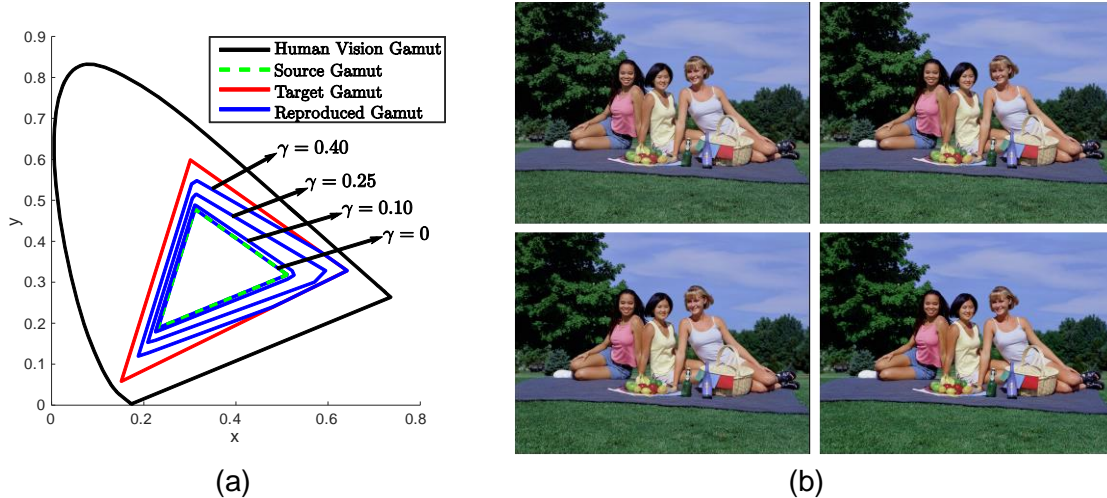 0.9
0.8
0.7
0.6
0.5
0.4
0.3
0.2
0.1
0
y
0.2
0.4
0.6
0.8
x
Human Vision Gamut
Source Gamut
Target Gamut
Reproduced Gamut
γ = 0.40
γ = 0.25
γ = 0.10
γ = 0
(a)
(b)